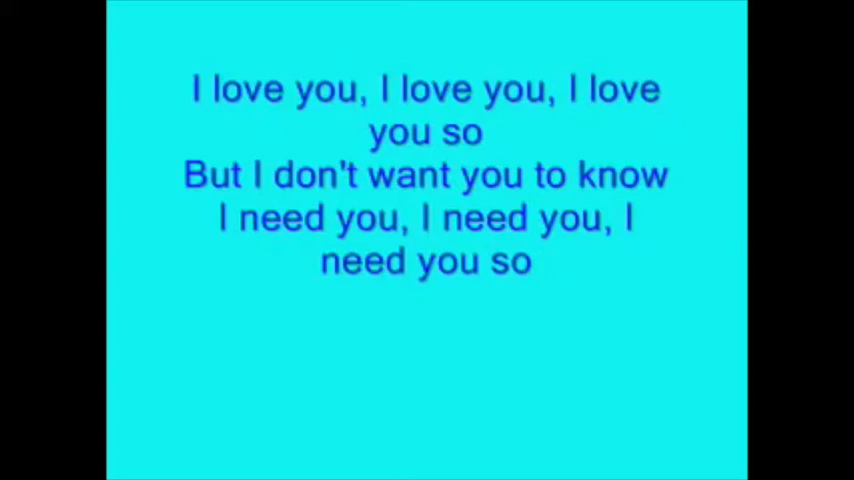 I love you, I love you, I love
you so
But I don't want you to know
I need you, I need you, I
need you so